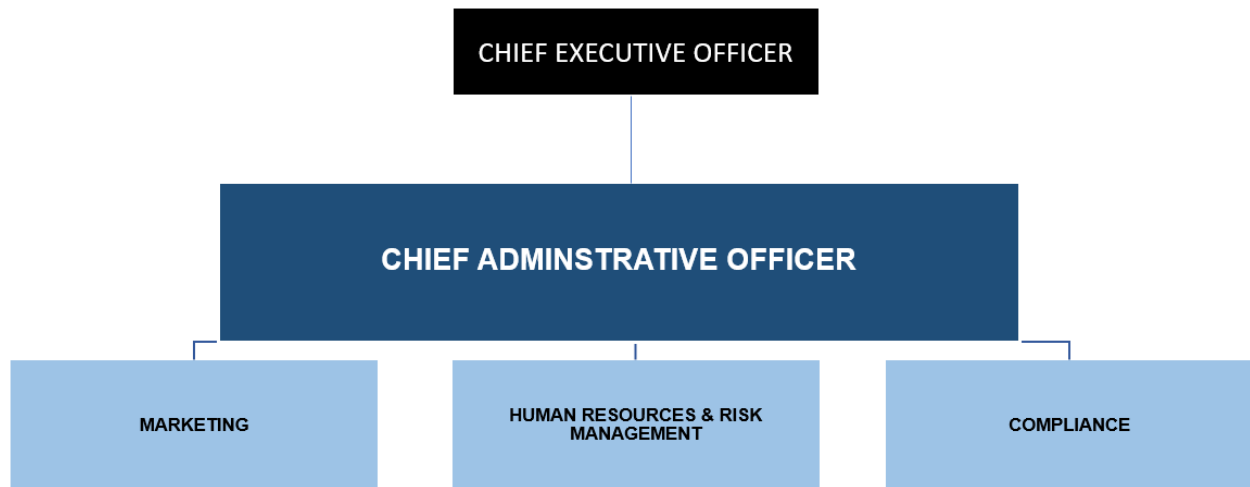 CHIEF EXECUTIVE OFFICER
CHIEF ADMINSTRATIVE OFFICER
MARKETING
HUMAN RESOURCES & RISK
MANAGEMENT
COMPLIANCE